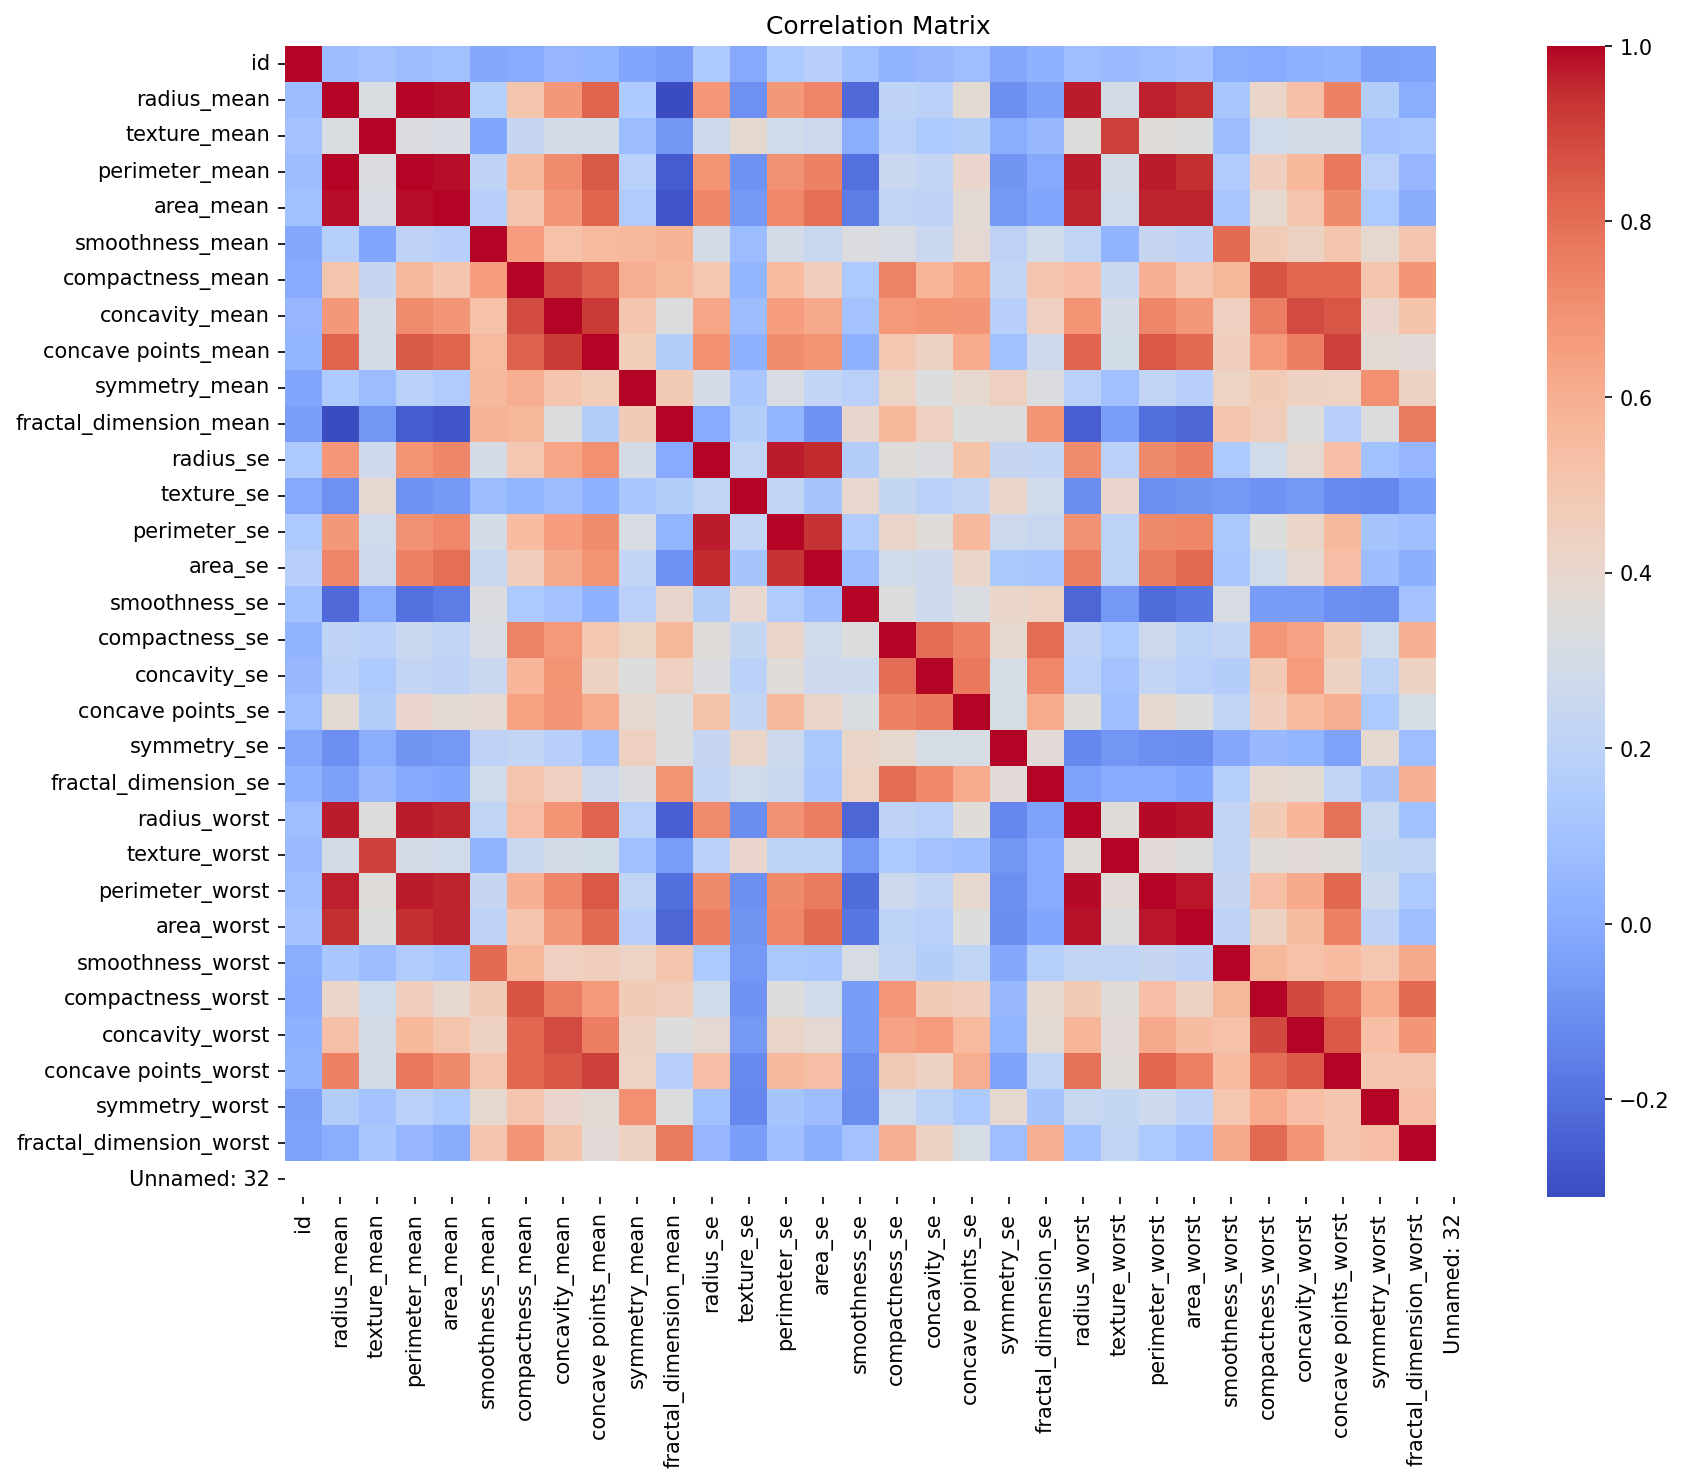 Correlation Matrix
id
radius_mean
texture_mean
perimeter_mean
area_mean
smoothness_mean
compactness_mean
concavity_mean
concave points_mean
symmetry_mean
fractal_dimension_mean
radius_se
texture_se
perimeter_se
area_se
smoothness_se
compactness_se
concavity_se
concave points_se
symmetry_se
fractal_dimension_se
radius_worst
texture_worst
perimeter_worst
area_worst
smoothness_worst
compactness_worst
concavity_worst
concave points_worst
symmetry_worst
fractal_dimension_worst
Unnamed: 32
id
radius_mean
texture_mean
perimeter_mean
area_mean
smoothness_mean
compactness_mean
concavity_mean
concave points_mean
symmetry_mean
fractal_dimension_mean
radius_se
texture_se
perimeter_se
area_se
smoothness_se
compactness_se
concavity_se
concave points_se
symmetry_se
fractal_dimension_se
radius_worst
texture_worst
perimeter_worst
area_worst
smoothness_worst
compactness_worst
concavity_worst
concave points_worst
symmetry_worst
fractal_dimension_worst
Unnamed: 32
1.0
0.8
0.6
0.4
0.2
0.0
−0.2